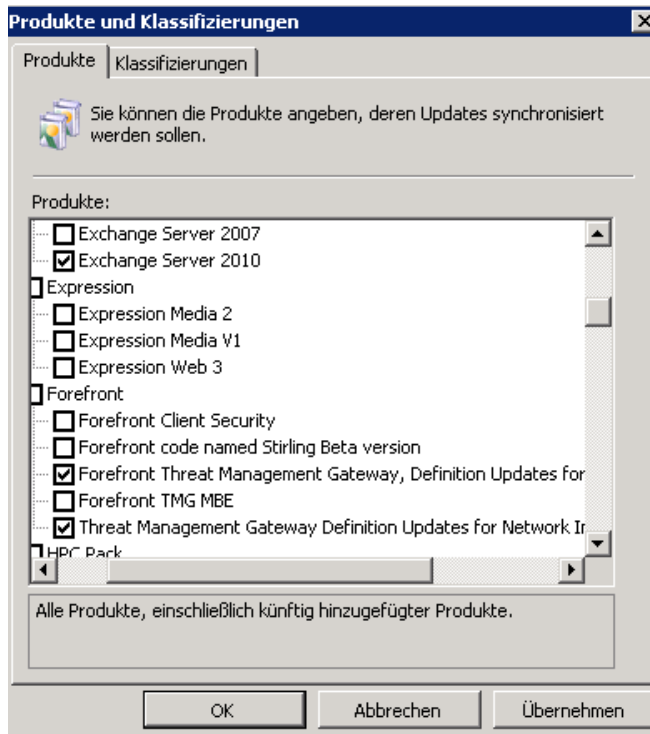 Produkte und Klassifizierungen
Produkte
Klassifizierungen
Sie können die Produkte angeben, deren Updates synchronisiert
werden sollen.
Produkte:
Exchange Server 2007
Exchange Server 2010
Expression
Expression Media 2
Expression Media V1
Expression Web 3
Forefront
Forefront Client Security
Forefront code named Stirling Beta version
Forefront Threat Management Gateway, Definition Updates for
Forefront TMG MBE
Threat Management Gateway Definition Updates for Network Ir
HPC Pack
Alle Produkte, einschließlich künftig hinzugefügter Produkte.
OK
Abbrechen
Übernehmen